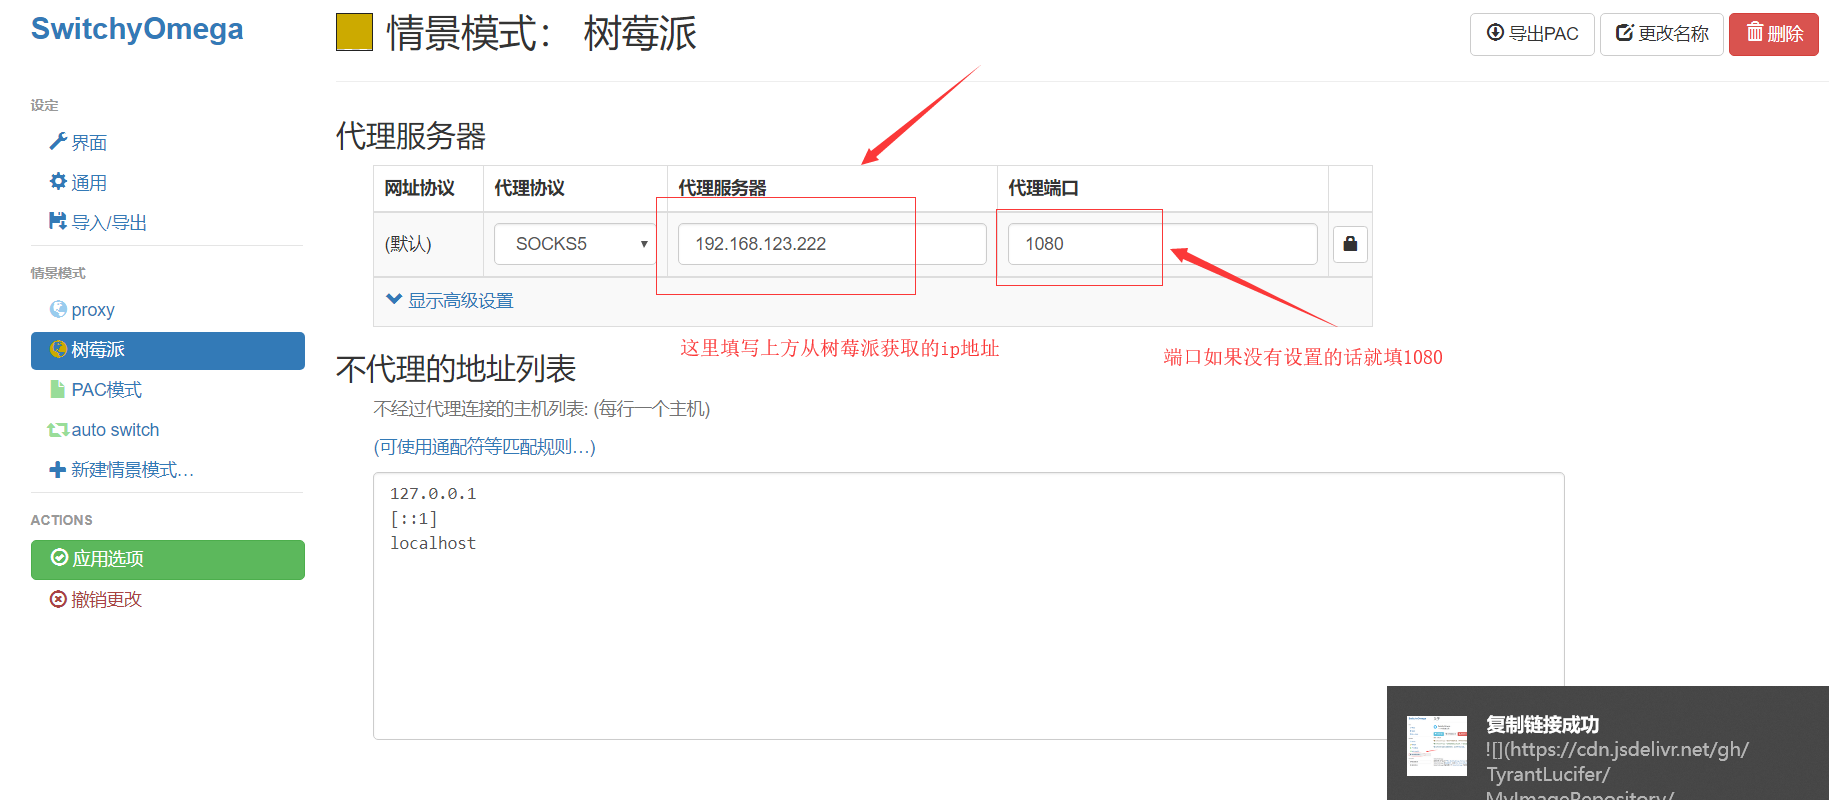 SwitchyOmega
设定
界面
通用
导入/导出
情景模式
proxy
树莓派
PAC模式
auto switch
新建情景模式…
ACTIONS
应用选项
撤销更改
情景模式： 树莓派
导出PAC
更改名称
删除
代理服务器
网址协议 代理协议 代理服务器 代理端口
(默认) SOCKS5 192.168.123.222 1080
显示高级设置
这里填写上方从树莓派获取的ip地址
端口如果没有设置的话就填1080
不代理的地址列表
不经过代理连接的主机列表: (每行一个主机)
(可使用通配符等匹配规则…)
127.0.0.1
[::1]
localhost
复制链接成功
![](https://cdn.jsdelivr.net/gh/
TyrantLucifer/
MyImageRepository/